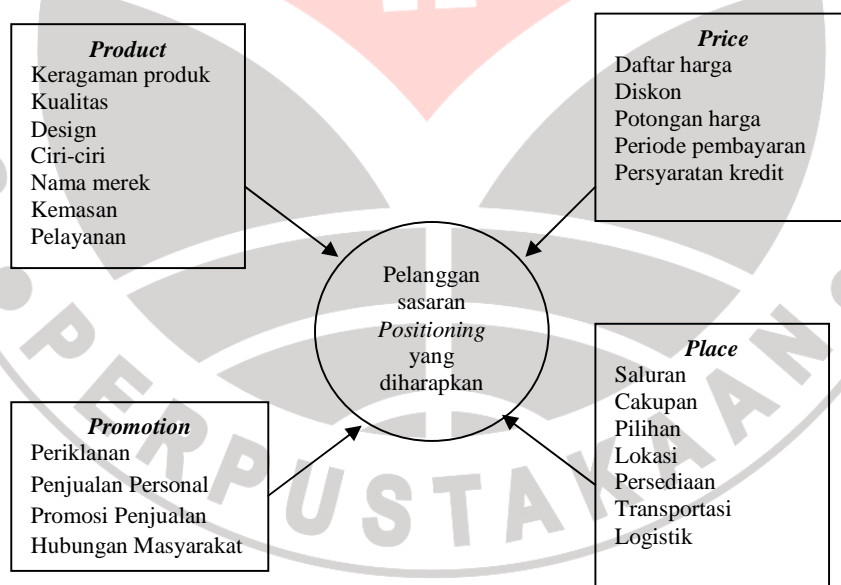 Product
Keragaman produk
Kualitas
Design
Ciri-ciri
Nama merek
Kemasan
Pelayanan
Price
Daftar harga
Diskon
Potongan harga
Periode pembayaran
Persyaratan kredit
Pelanggan
sasaran
Positioning
yang
diharapkan
Promotion
Periklanan
Penjualan Personal
Promosi Penjualan
Hubungan Masyarakat
Place
Saluran
Cakupan
Pilihan
Lokasi
Persediaan
Transportasi
Logistik
PERPUSTAKAAN